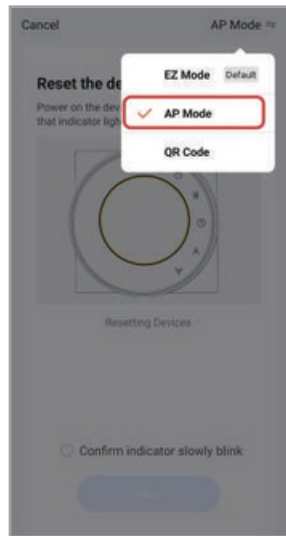 Cancel
AP Mode ⇋
EZ Mode Default
AP Mode
QR Code
Reset the de
Power on the dev
that indicator ligh
Resetting Devices
Confirm indicator slowly blink